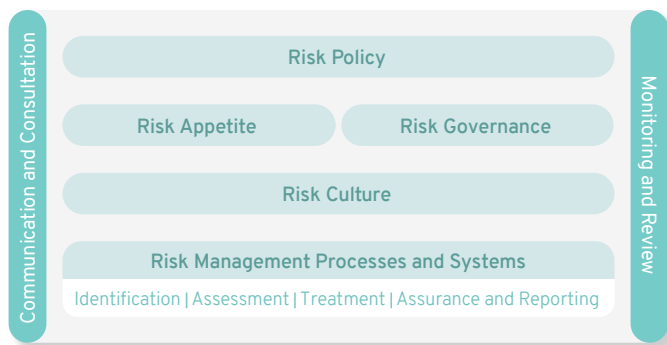 Communication and Consultation
Risk Policy
Risk Appetite
Risk Governance
Risk Culture
Risk Management Processes and Systems
Identification | Assessment | Treatment | Assurance and Reporting
Monitoring and Review